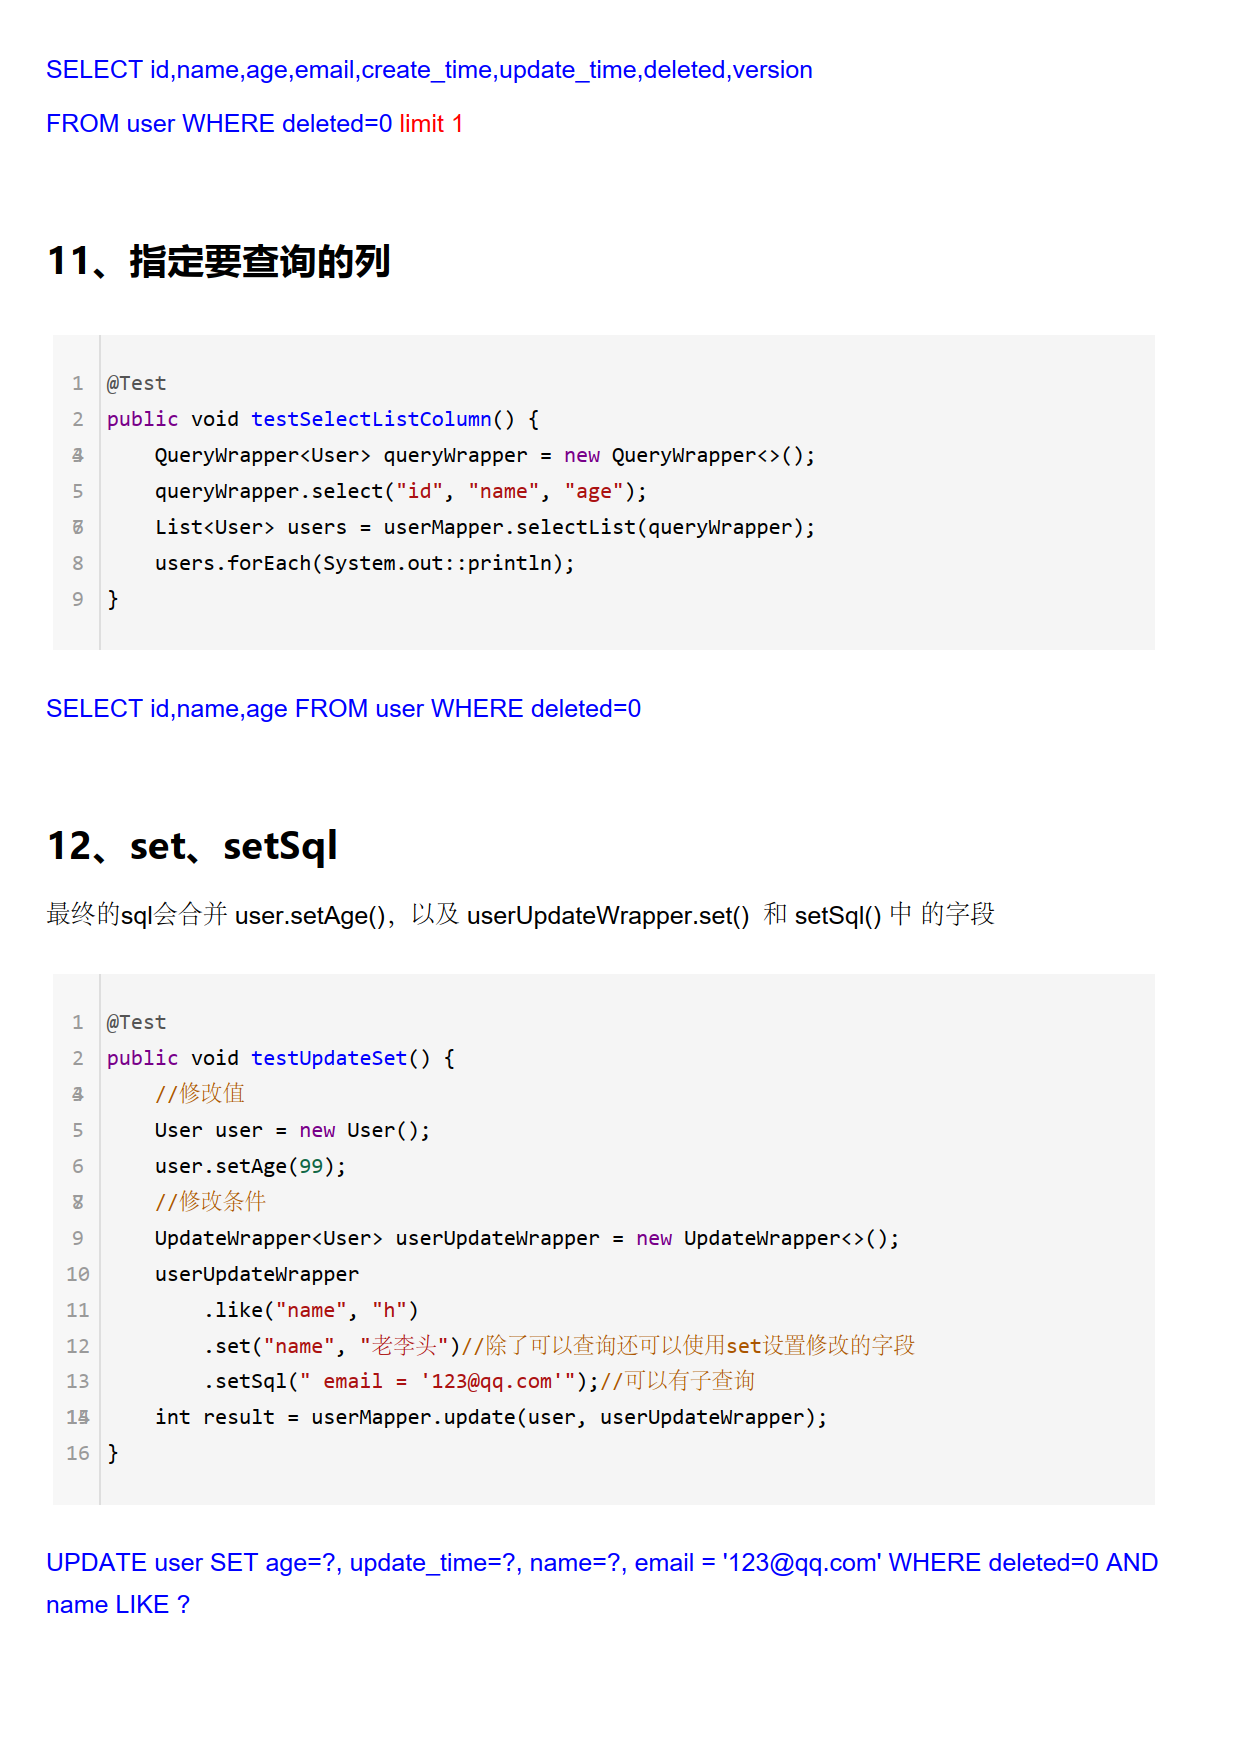 SELECT id,name,age,email,create_time,update_time,deleted,version
FROM user WHERE deleted=0 limit 1
11、指定要查询的列
1 @Test
2 public void testSelectListColumn() {
QueryWrapper<User> queryWrapper = new QueryWrapper<>();
5 queryWrapper.select("id", "name", "age");
List<User> users = userMapper.selectList(queryWrapper);
8 users.forEach(System.out::println);
9 }
SELECT id,name,age FROM user WHERE deleted=0
12、set、setSql
最终的sql会合并 user.setAge()，以及 userUpdateWrapper.set() 和 setSql() 中 的字段
1 @Test
2 public void testUpdateSet() {
//修改值
5 User user = new User();
6 user.setAge(99);
//修改条件
9 UpdateWrapper<User> userUpdateWrapper = new UpdateWrapper<>();
10 userUpdateWrapper
11 .like("name", "h")
12 .set("name", "老李头")//除了可以查询还可以使用set设置修改的字段
13 .setSql(" email = '123@qq.com'");//可以有子查询
int result = userMapper.update(user, userUpdateWrapper);
16 }
UPDATE user SET age=?, update_time=?, name=?, email = '123@qq.com' WHERE deleted=0 AND
name LIKE ?